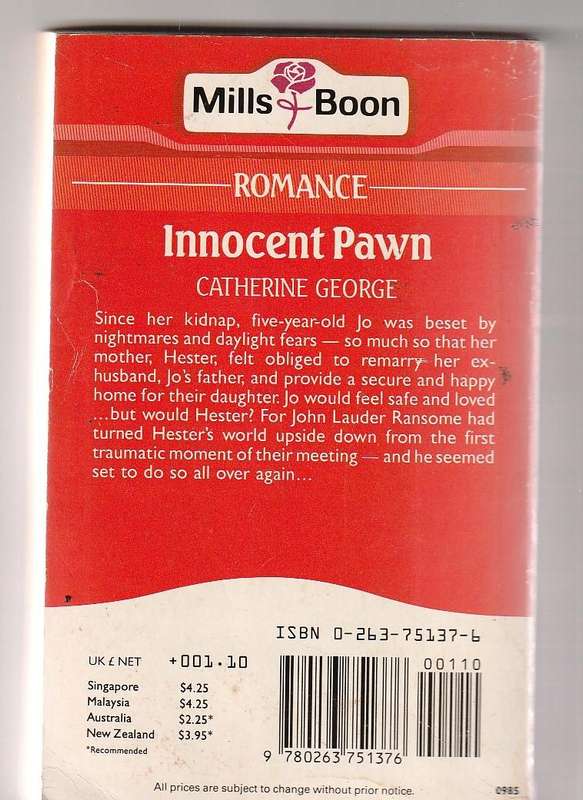 Mills & Boon
ROMANCE
Innocent Pawn
CATHERINE GEORGE
Since her kidnap, five-year-old Jo was beset by
nightmares and daylight fears — so much so that her
mother, Hester, felt obliged to remarry her ex-
husband, Jo's father, and provide a secure and happy
home for their daughter. Jo would feel safe and loved
...but would Hester? For John Lauder Ransome had
turned Hester's world upside down from the first
traumatic moment of their meeting — and he seemed
set to do so all over again...
ISBN 0-263-75137-6
UK £ NET +001.10
00110
Singapore $4.25
Malaysia $4.25
Australia $2.25*
New Zealand $3.95*
*Recommended
9 780263 751376
All prices are subject to change without prior notice.
0985